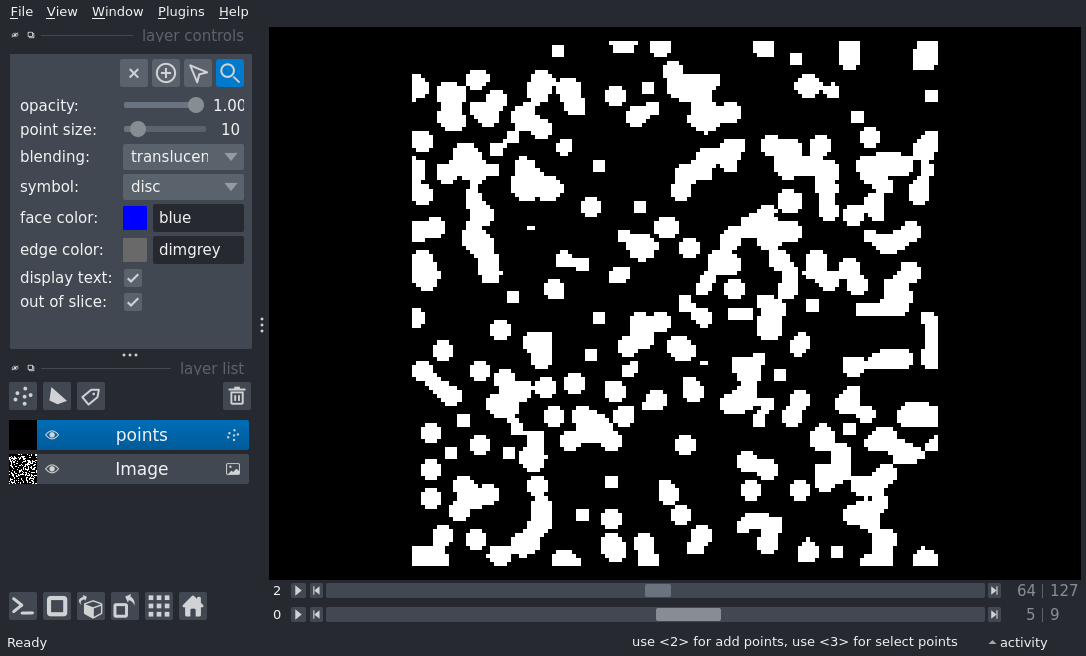 File View Window Plugins Help
layer controls
opacity: 1.00
point size: 10
blending: translucen
symbol: disc
face color: blue
edge color: dimgrey
display text:
out of slice:
layer list
points
Image
2 64 | 127
0 5 | 9
Ready use <2> for add points, use <3> for select points activity